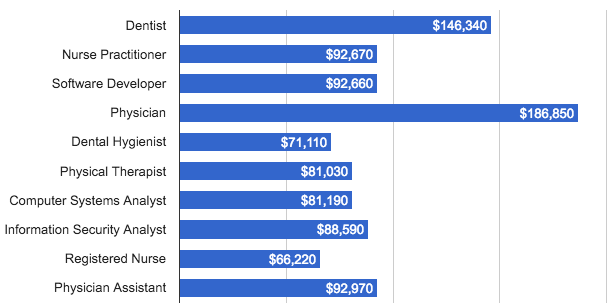 Dentist $146,340
Nurse Practitioner $92,670
Software Developer $92,660
Physician $186,850
Dental Hygienist $71,110
Physical Therapist $81,030
Computer Systems Analyst $81,190
Information Security Analyst $88,590
Registered Nurse $66,220
Physician Assistant $92,970